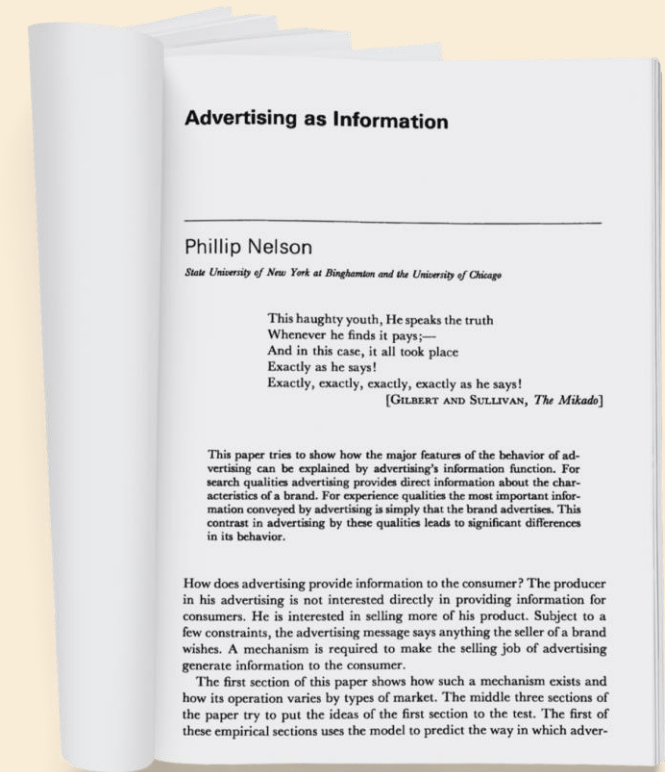 Advertising as Information
Phillip Nelson
State University of New York at Binghamton and the University of Chicago
This haughty youth, He speaks the truth
Whenever he finds it pays;—
And in this case, it all took place
Exactly as he says!
Exactly, exactly, exactly, exactly as he says!
[GILBERT AND SULLIVAN, The Mikado]
This paper tries to show how the major features of the behavior of ad-
vertising can be explained by advertising's information function. For
search qualities advertising provides direct information about the char-
acteristics of a brand. For experience qualities the most important infor-
mation conveyed by advertising is simply that the brand advertises. This
contrast in advertising by these qualities leads to significant differences
in its behavior.
How does advertising provide information to the consumer? The producer
in his advertising is not interested directly in providing information for
consumers. He is interested in selling more of his product. Subject to a
few constraints, the advertising message says anything the seller of a brand
wishes. A mechanism is required to make the selling job of advertising
generate information to the consumer.
The first section of this paper shows how such a mechanism exists and
how its operation varies by types of market. The middle three sections of
the paper try to put the ideas of the first section to the test. The first of
these empirical sections uses the model to predict the way in which adver-